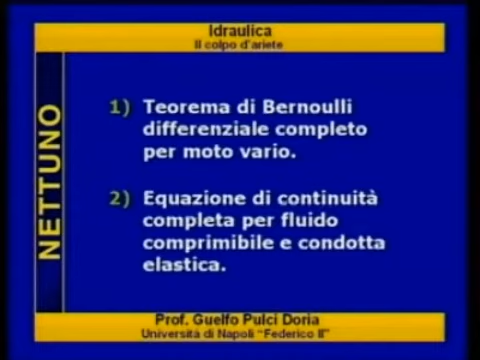 Idraulica
Il colpo d'ariete
NETTUNO
1) Teorema di Bernoulli
differenziale completo
per moto vario.
2) Equazione di continuità
completa per fluido
comprimibile e condotta
elastica.
Prof. Guelfo Pulci Doria
Università di Napoli "Federico II"